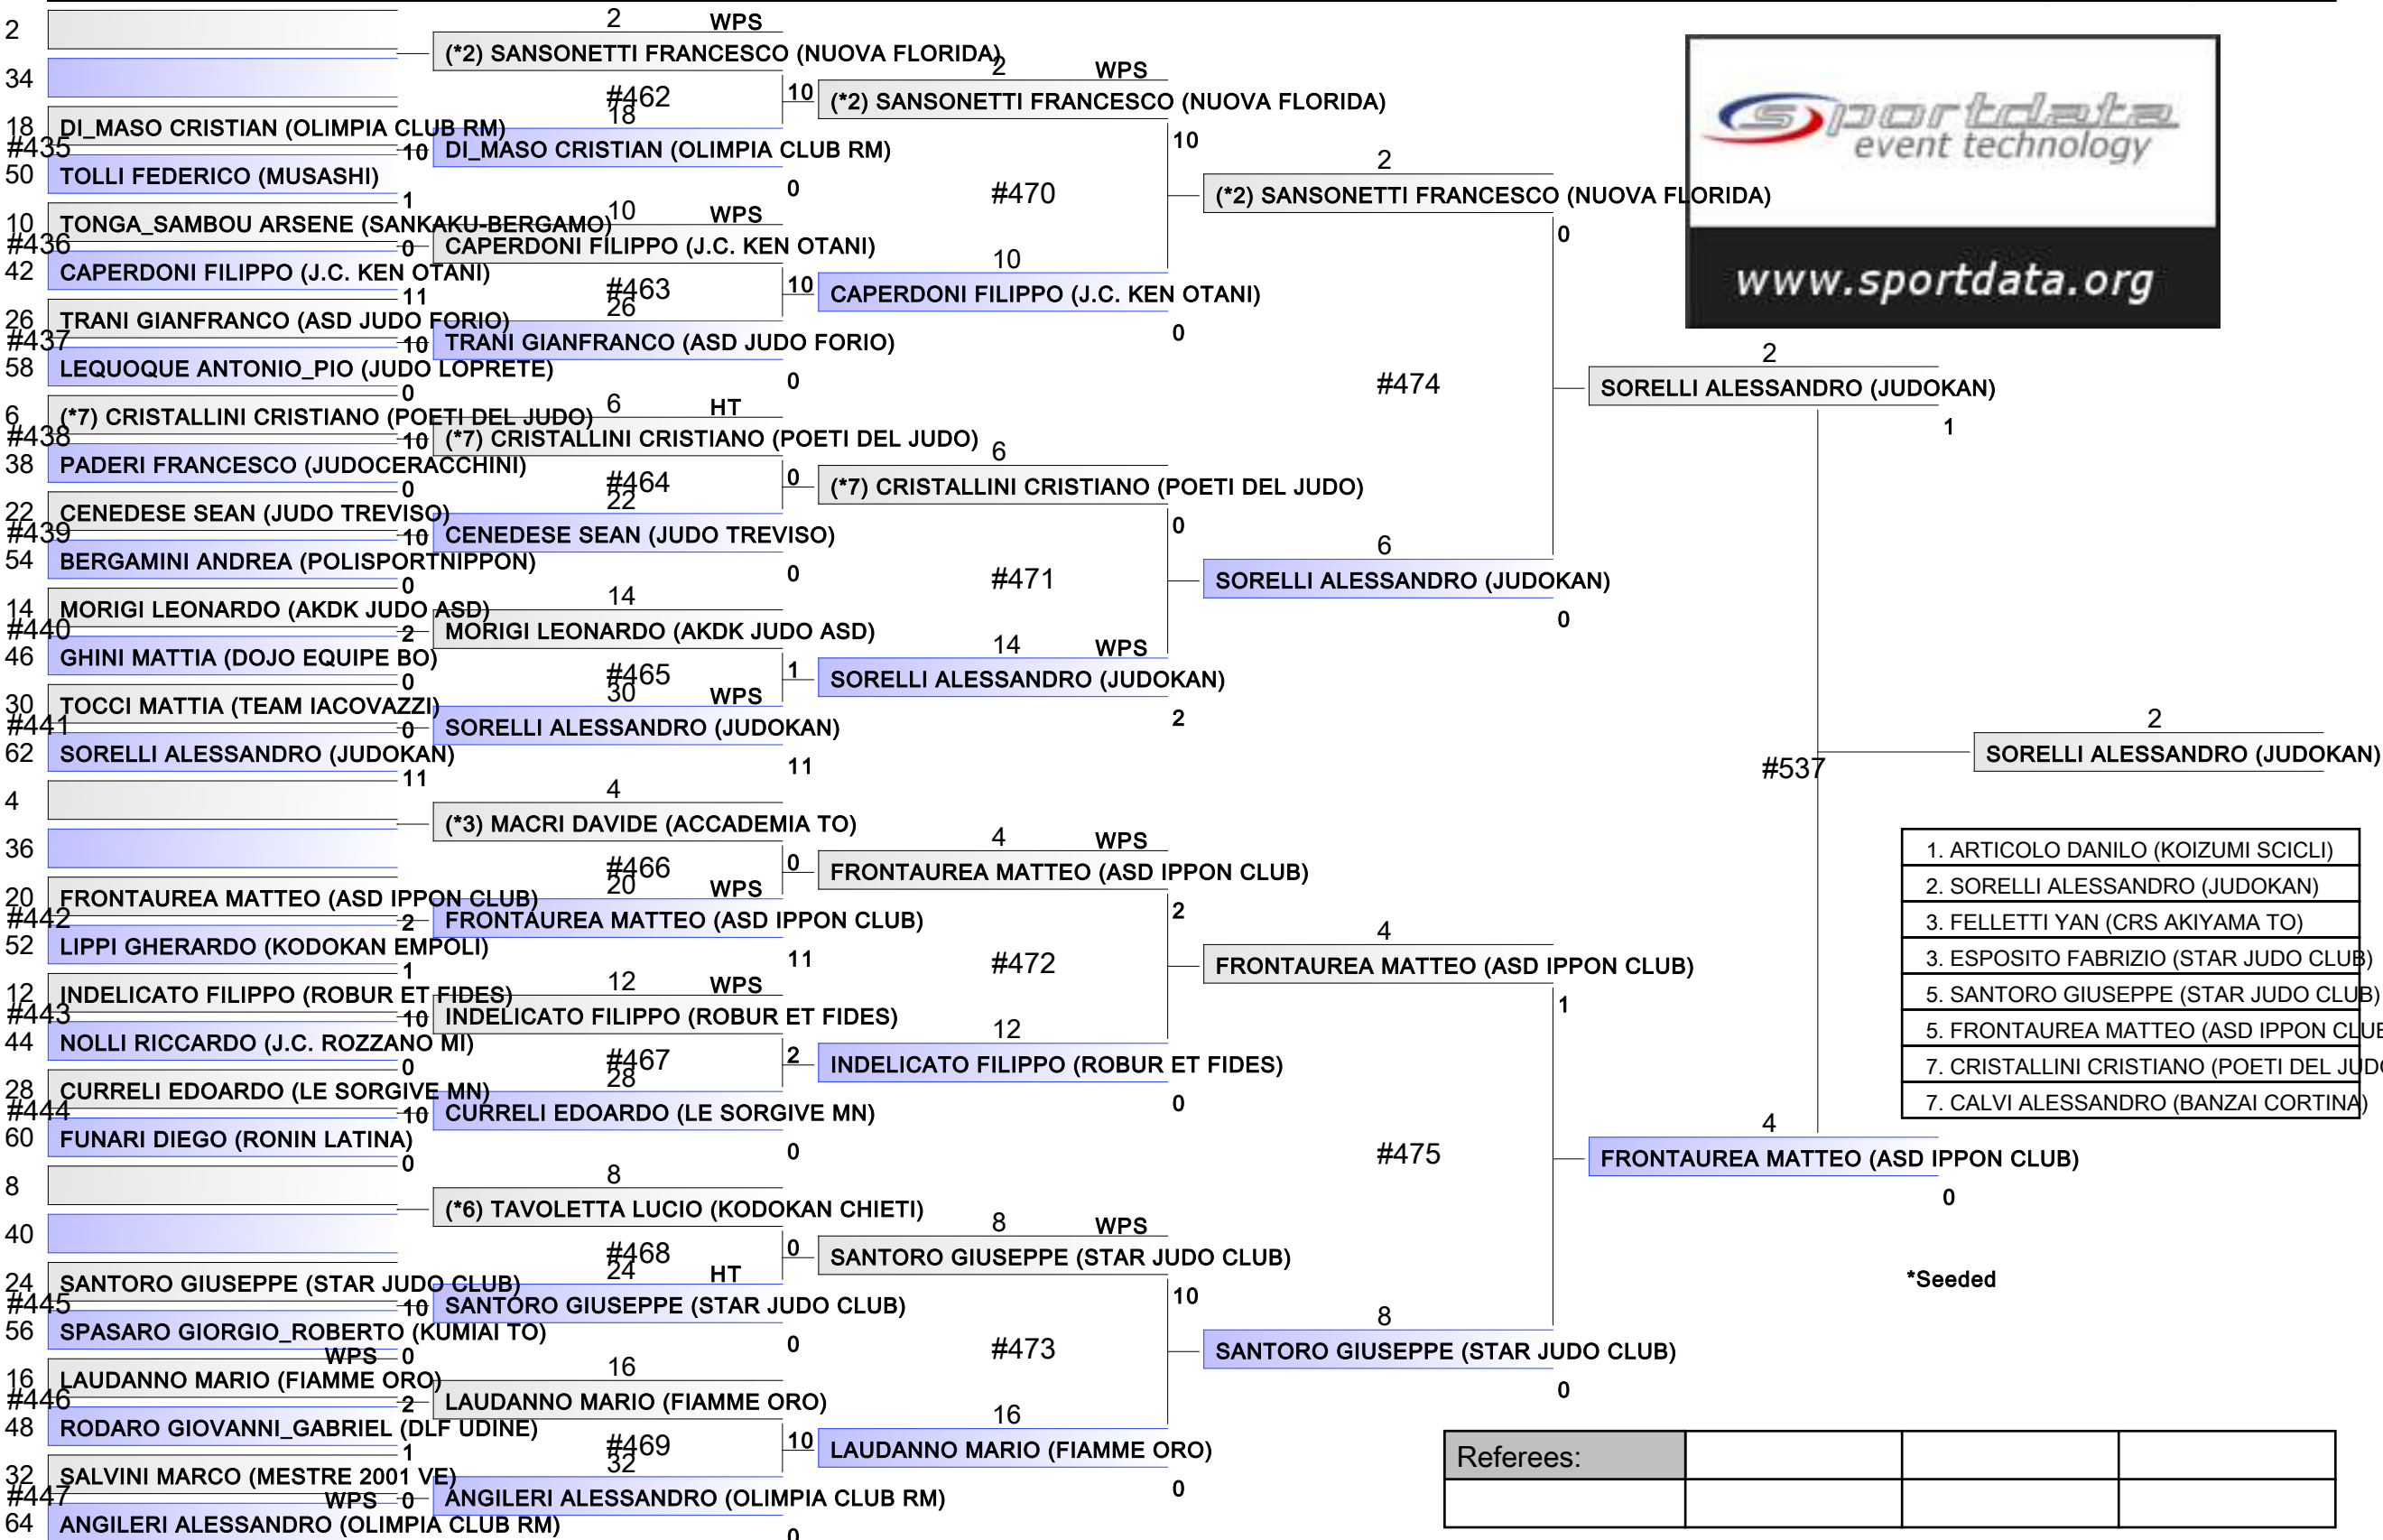 2 WPS
2
(*2) SANSONETTI FRANCESCO (NUOVA FLORIDA)
2 WPS
34
#462
10
(*2) SANSONETTI FRANCESCO (NUOVA FLORIDA)
18
18
DI_MASO CRISTIAN (OLIMPIA CLUB RM)
#435
10
DI_MASO CRISTIAN (OLIMPIA CLUB RM)
10
2
50
TOLLI FEDERICO (MUSASHI)
1
0
#470
(*2) SANSONETTI FRANCESCO (NUOVA FLORIDA)
10
TONGA_SAMBOU ARSENE (SANKAKU-BERGAMO)
10 WPS
0
#436
0
CAPERDONI FILIPPO (J.C. KEN OTANI)
10
42
CAPERDONI FILIPPO (J.C. KEN OTANI)
11
#463
10
CAPERDONI FILIPPO (J.C. KEN OTANI)
0
26
TRANI GIANFRANCO (ASD JUDO FORIO)
26
#437
10
TRANI GIANFRANCO (ASD JUDO FORIO)
58
LEQUOQUE ANTONIO_PIO (JUDO LOPRETE)
0
0
#474
2
SORELLI ALESSANDRO (JUDOKAN)
1
6
(*7) CRISTALLINI CRISTIANO (POETI DEL JUDO)
6 HT
#438
10
(*7) CRISTALLINI CRISTIANO (POETI DEL JUDO)
6
38
PADERI FRANCESCO (JUDOCERACCHINI)
0
#464
0
(*7) CRISTALLINI CRISTIANO (POETI DEL JUDO)
0
22
CENEDESE SEAN (JUDO TREVISO)
22
#439
10
CENEDESE SEAN (JUDO TREVISO)
6
54
BERGAMINI ANDREA (POLISPORTNIPPON)
0
0
#471
SORELLI ALESSANDRO (JUDOKAN)
0
14
MORIGI LEONARDO (AKDK JUDO ASD)
14
#440
2
MORIGI LEONARDO (AKDK JUDO ASD)
14 WPS
46
GHINI MATTIA (DOJO EQUIPE BO)
0
#465
1
SORELLI ALESSANDRO (JUDOKAN)
2
30
TOCCI MATTIA (TEAM IACOVAZZI)
30 WPS
#441
0
SORELLI ALESSANDRO (JUDOKAN)
62
SORELLI ALESSANDRO (JUDOKAN)
11
11
#537
2
SORELLI ALESSANDRO (JUDOKAN)
4
4
(*3) MACRI DAVIDE (ACCADEMIA TO)
4 WPS
36
#466
0
FRONTAUREA MATTEO (ASD IPPON CLUB)
2
20
FRONTAUREA MATTEO (ASD IPPON CLUB)
20 WPS
#442
2
FRONTAUREA MATTEO (ASD IPPON CLUB)
4
52
LIPPI GHERARDO (KODOKAN EMPOLI)
1
11
#472
FRONTAUREA MATTEO (ASD IPPON CLUB)
1
12
INDELICATO FILIPPO (ROBUR ET FIDES)
12 WPS
#443
10
INDELICATO FILIPPO (ROBUR ET FIDES)
12
44
NOLLI RICCARDO (J.C. ROZZANO MI)
0
#467
2
INDELICATO FILIPPO (ROBUR ET FIDES)
0
28
CURRELI EDOARDO (LE SORGIVE MN)
28
#444
10
CURRELI EDOARDO (LE SORGIVE MN)
60
FUNARI DIEGO (RONIN LATINA)
0
0
#475
4
FRONTAUREA MATTEO (ASD IPPON CLUB)
0
8
8
(*6) TAVOLETTA LUCIO (KODOKAN CHIETI)
8 WPS
40
#468
0
SANTORO GIUSEPPE (STAR JUDO CLUB)
10
24
SANTORO GIUSEPPE (STAR JUDO CLUB)
24 HT
#445
10
SANTORO GIUSEPPE (STAR JUDO CLUB)
8
56
SPASARO GIORGIO_ROBERTO (KUMIAI TO)
WPS 0
0
#473
SANTORO GIUSEPPE (STAR JUDO CLUB)
0
16
LAUDANNO MARIO (FIAMME ORO)
16
#446
2
LAUDANNO MARIO (FIAMME ORO)
16
48
RODARO GIOVANNI_GABRIEL (DLF UDINE)
1
#469
10
LAUDANNO MARIO (FIAMME ORO)
0
32
SALVINI MARCO (MESTRE 2001 VE)
32
#447
WPS 0
ANGILERI ALESSANDRO (OLIMPIA CLUB RM)
64
ANGILERI ALESSANDRO (OLIMPIA CLUB RM)
0
sportdata
event technology
www.sportdata.org
1. ARTICOLO DANILO (KOIZUMI SCICLI)
2. SORELLI ALESSANDRO (JUDOKAN)
3. FELLETTI YAN (CRS AKIYAMA TO)
3. ESPOSITO FABRIZIO (STAR JUDO CLUB)
5. SANTORO GIUSEPPE (STAR JUDO CLUB)
5. FRONTAUREA MATTEO (ASD IPPON CLUB
7. CRISTALLINI CRISTIANO (POETI DEL JUDO
7. CALVI ALESSANDRO (BANZAI CORTINA)
*Seeded
Referees: